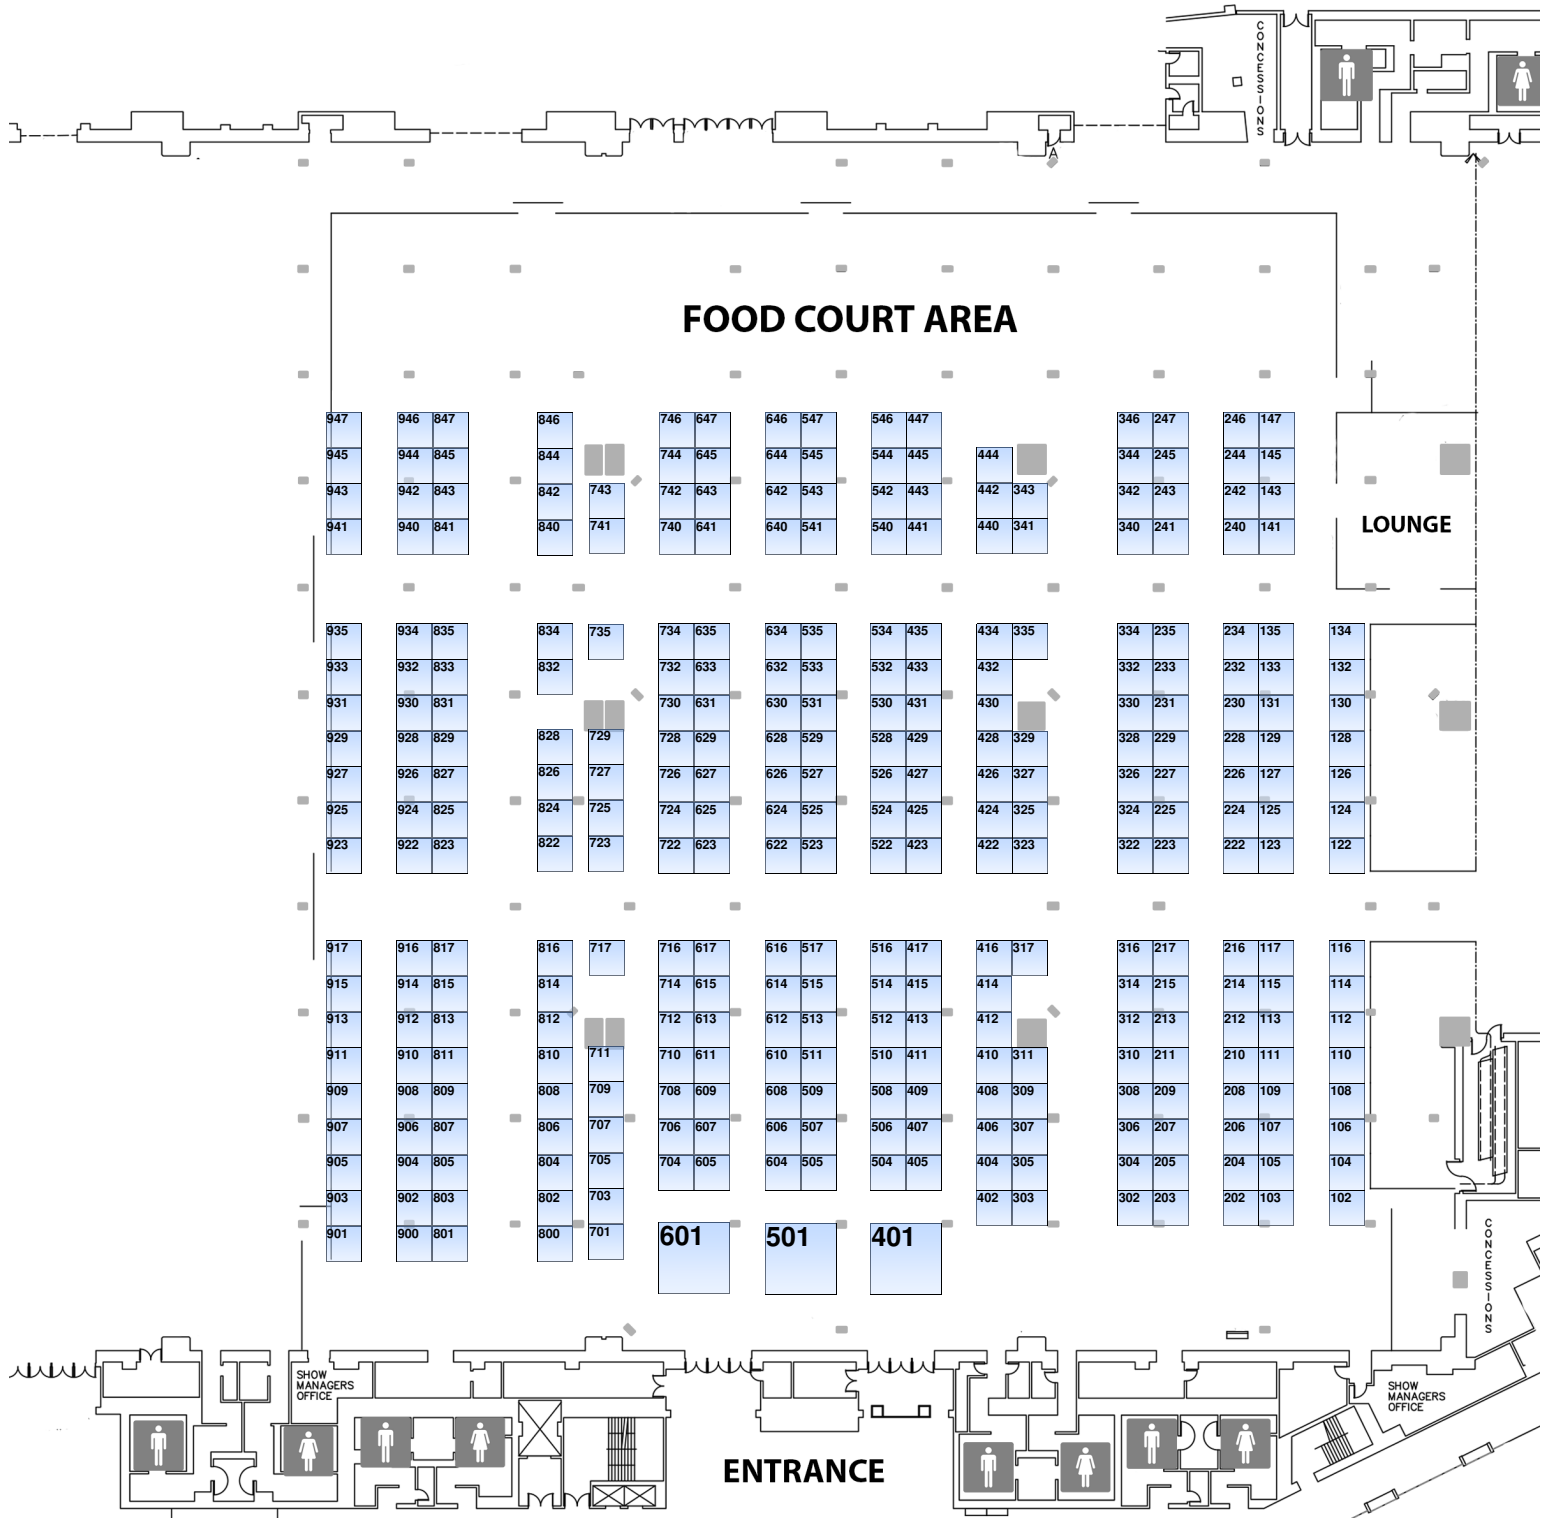 CONCESSIONS
A
FOOD COURT AREA
947 946 847 846 746 647 646 547 546 447 346 247 246 147
945 944 845 844 744 645 644 545 544 445 444 344 245 244 145
943 942 843 842 743 742 643 642 543 542 443 442 343 342 243 242 143
941 940 841 840 741 740 641 640 541 540 441 440 341 340 241 240 141
LOUNGE
935 934 835 834 735 734 635 634 535 534 435 434 335 334 235 234 135 134
933 932 833 832 732 633 632 533 532 433 432 332 233 232 133 132
931 930 831 730 631 630 531 530 431 430 330 231 230 131 130
929 928 829 828 729 728 629 628 529 528 429 428 329 328 229 228 129 128
927 926 827 826 727 726 627 626 527 526 427 426 327 326 227 226 127 126
925 924 825 824 725 724 625 624 525 524 425 424 325 324 225 224 125 124
923 922 823 822 723 722 623 622 523 522 423 422 323 322 223 222 123 122
917 916 817 816 717 716 617 616 517 516 417 416 317 316 217 216 117 116
915 914 815 814 714 615 614 515 514 415 414 314 215 214 115 114
913 912 813 812 712 613 612 513 512 413 412 312 213 212 113 112
911 910 811 810 711 710 611 610 511 510 411 410 311 310 211 210 111 110
909 908 809 808 709 708 609 608 509 508 409 408 309 308 209 208 109 108
907 906 807 806 707 706 607 606 507 506 407 406 307 306 207 206 107 106
905 904 805 804 705 704 605 604 505 504 405 404 305 304 205 204 105 104
903 902 803 802 703 402 303 302 203 202 103 102
901 900 801 800 701 601 501 401
CONCESSIONS
SHOW
MANAGERS
OFFICE
SHOW
MANAGERS
OFFICE
ENTRANCE